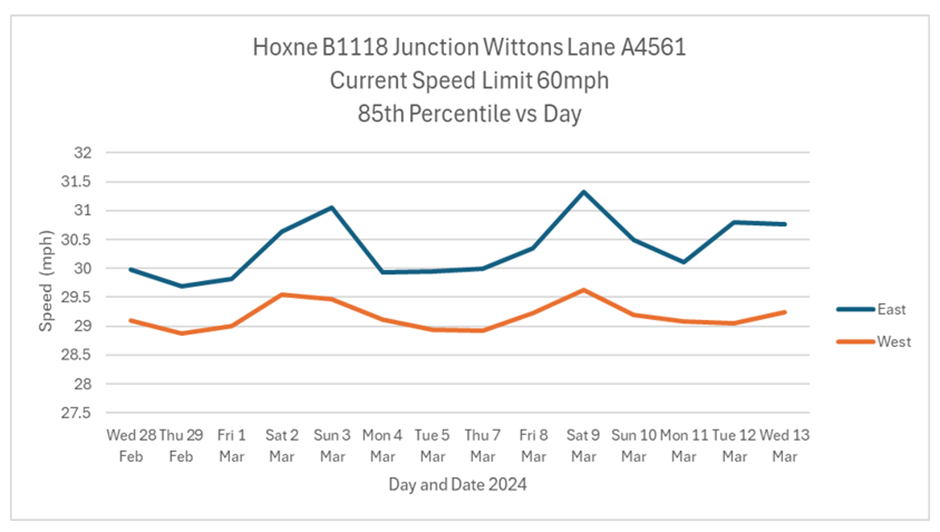 Hoxne B1118 Junction Wittons Lane A4561
Current Speed Limit 60mph
85th Percentile vs Day
32
31.5
31
30.5
30
29.5
29
28.5
28
27.5
Speed (mph)
East
West
Wed 28 Thu 29 Fri 1 Sat 2 Sun 3 Mon 4 Tue 5 Thu 7 Fri 8 Sat 9 Sun 10 Mon 11 Tue 12 Wed 13
Feb Feb Mar Mar Mar Mar Mar Mar Mar Mar Mar Mar Mar Mar
Day and Date 2024